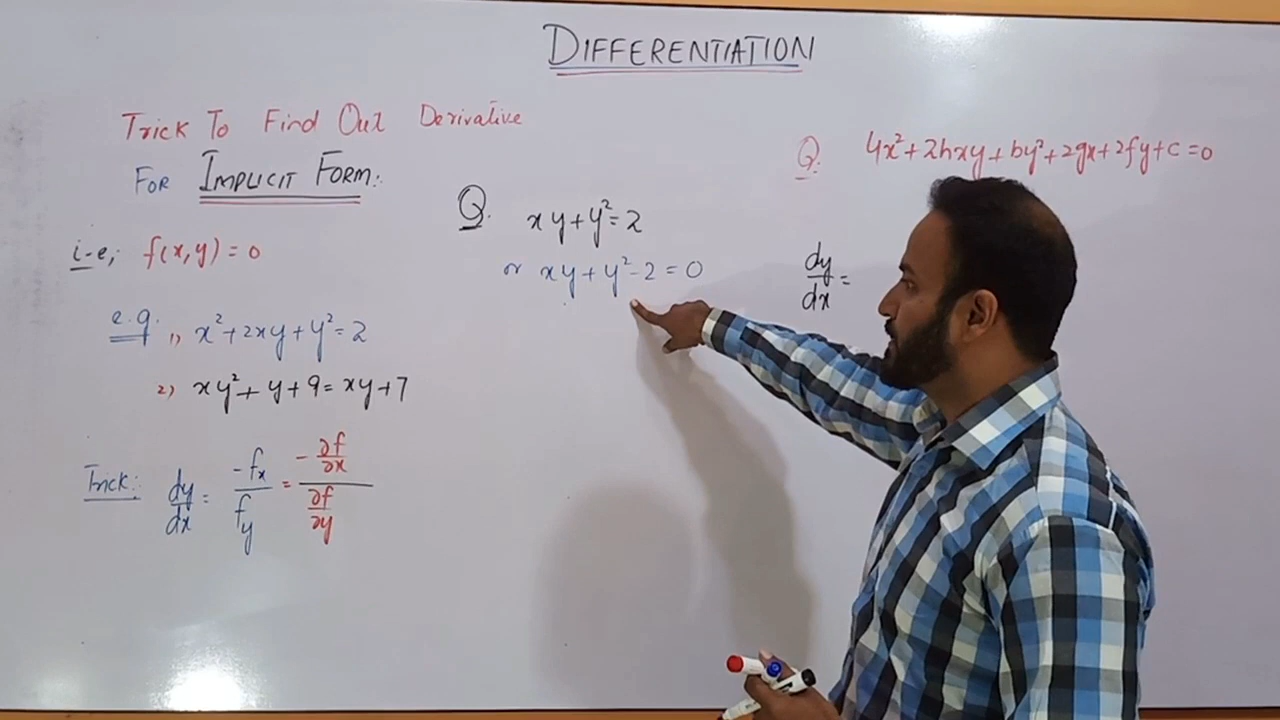 DIFFERENTIATION
Trick To Find Out Derivative
For IMPLICIT FORM:
i-e; f(x,y) = 0
e.g. 1) x²+2xy+y²=2
2) xy²+y+9=xy+7
Trick: dy/dx = -fx/fy = -∂f/∂x / ∂f/∂y
Q. xy+y²=2
or xy+y²-2=0
Q. 4x²+2hxy+by²+2gx+2fy+c=0
dy/dx =